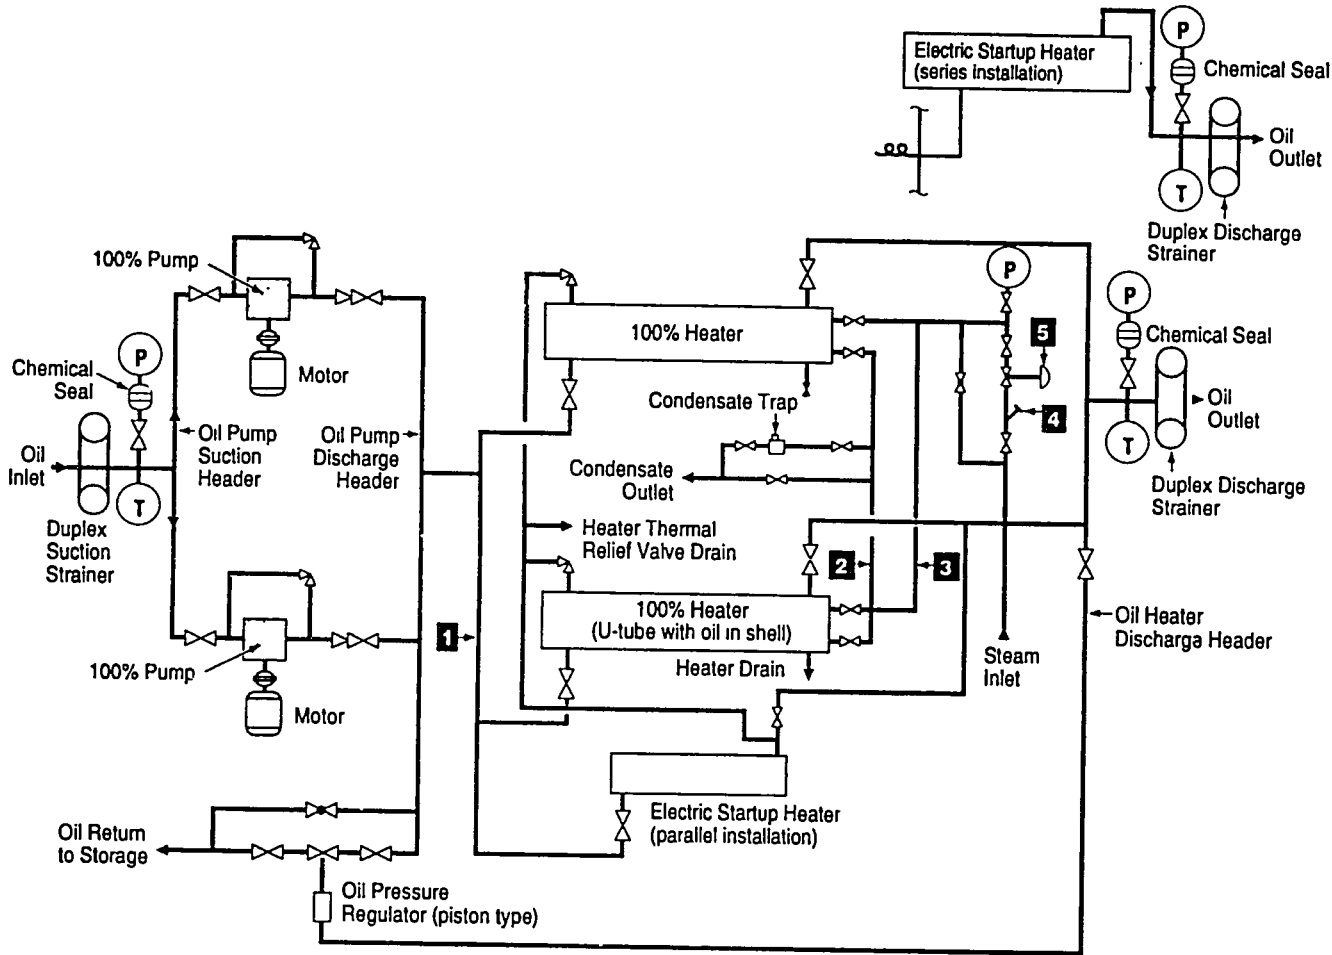 Electric Startup Heater
(series installation)
P
Chemical Seal
Oil
Outlet
T
Duplex Discharge
Strainer
100% Pump
Motor
P
Chemical
Seal
Oil
Inlet
Oil Pump
Suction
Header
T
Duplex
Suction
Strainer
Oil Pump
Discharge
Header
100% Pump
Motor
Oil Return
to Storage
Oil Pressure
Regulator (piston type)
1
100% Heater
Condensate Trap
Condensate
Outlet
Heater Thermal
Relief Valve Drain
2
3
100% Heater
(U-tube with oil in shell)
Heater Drain
Electric Startup Heater
(parallel installation)
P
5
4
Steam
Inlet
P
Chemical Seal
Oil
Outlet
T
Duplex Discharge
Strainer
Oil Heater
Discharge Header